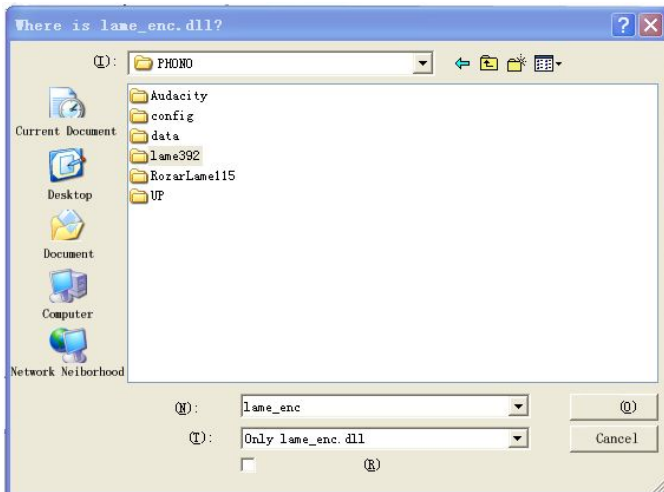 Where is lame_enc.dll?
(I): PHONO
Audacity
config
data
lame392
RozarLame115
UP
Current Document
Desktop
Document
Computer
Network Neiborhood
(N): lame_enc (O)
(T): Only lame_enc.dll Cancel
(R)